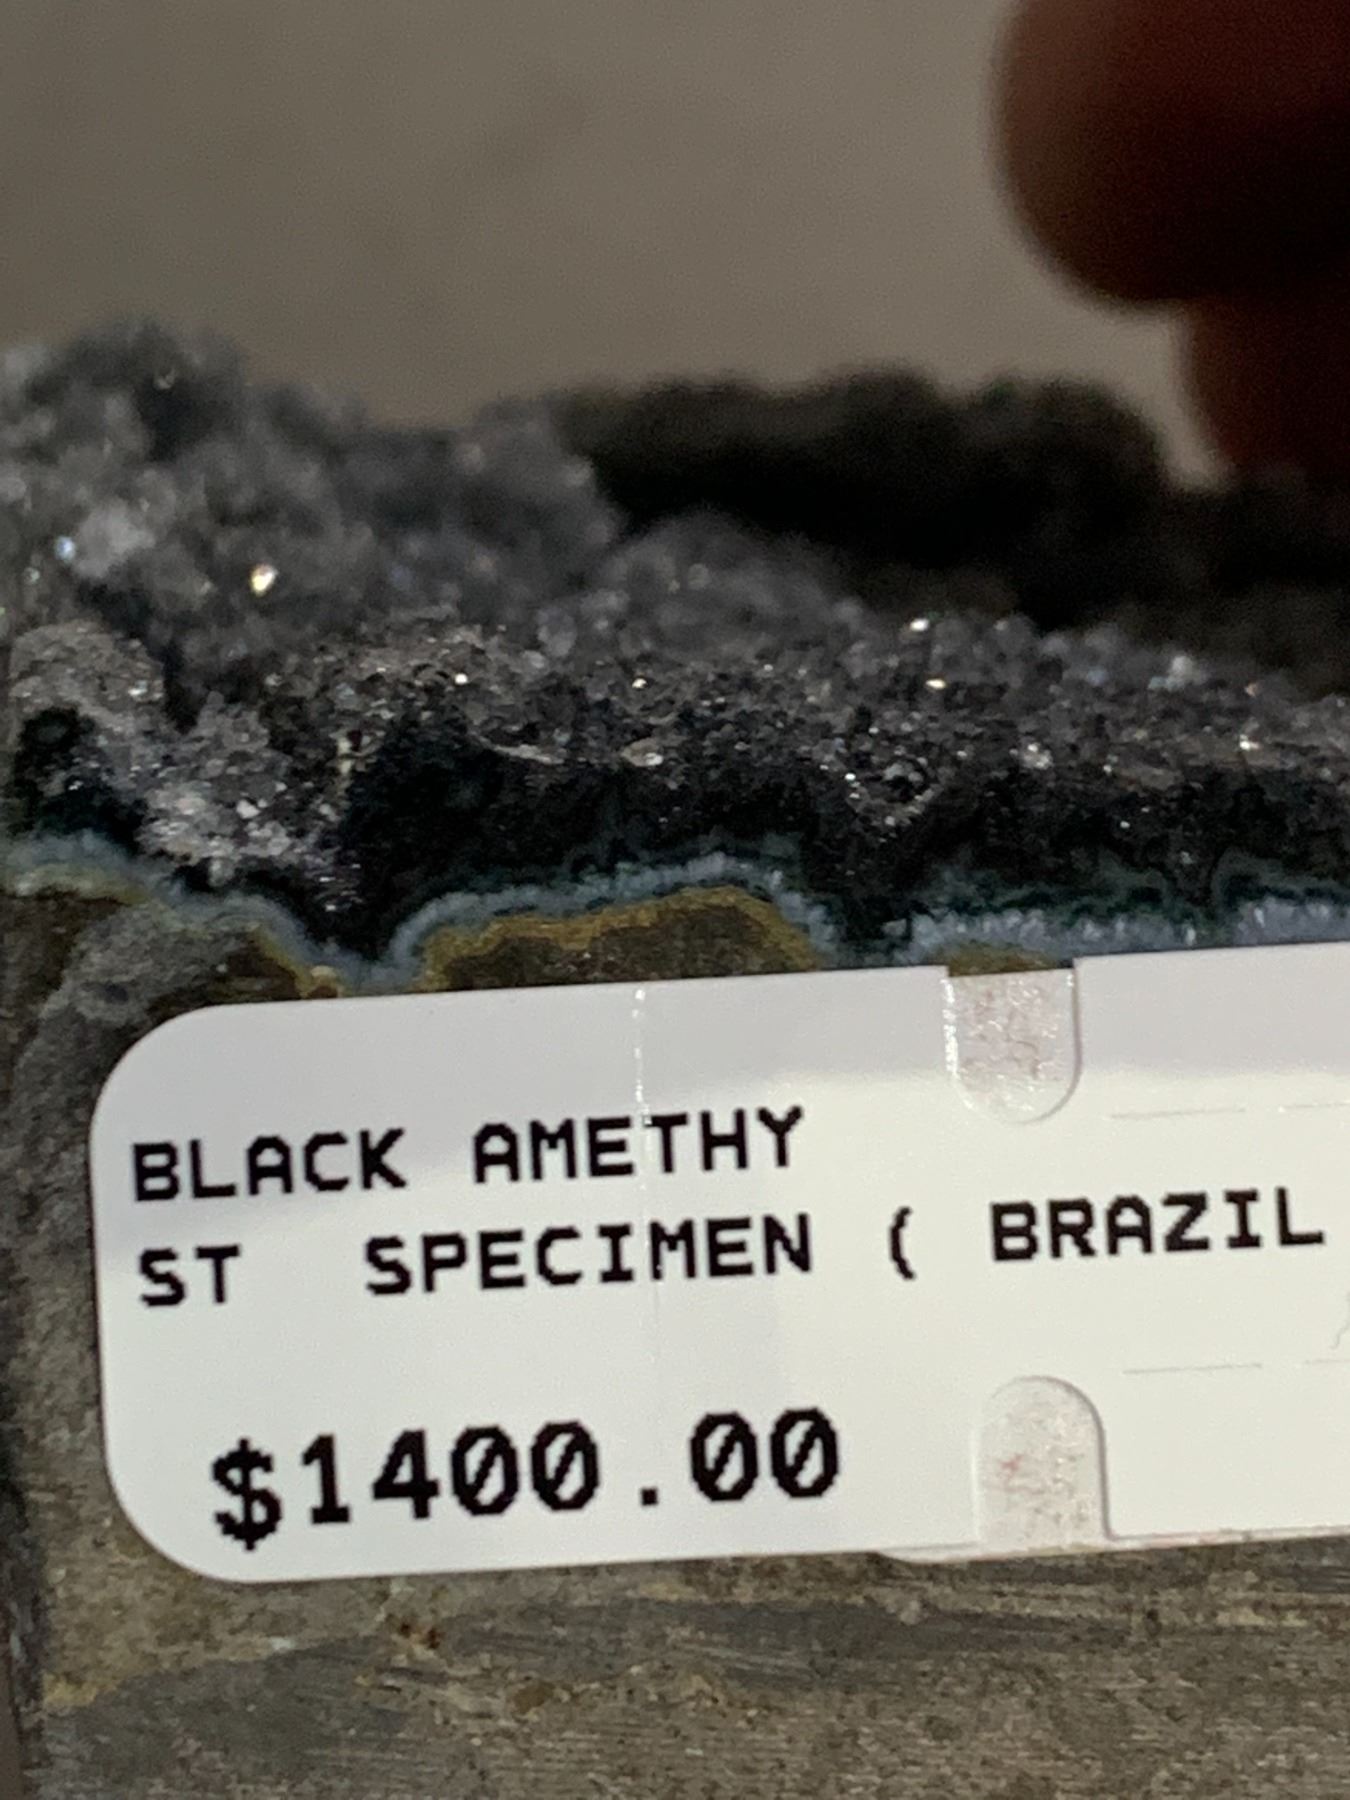 BLACK AMETHY
ST SPECIMEN ( BRAZIL
$1400.00